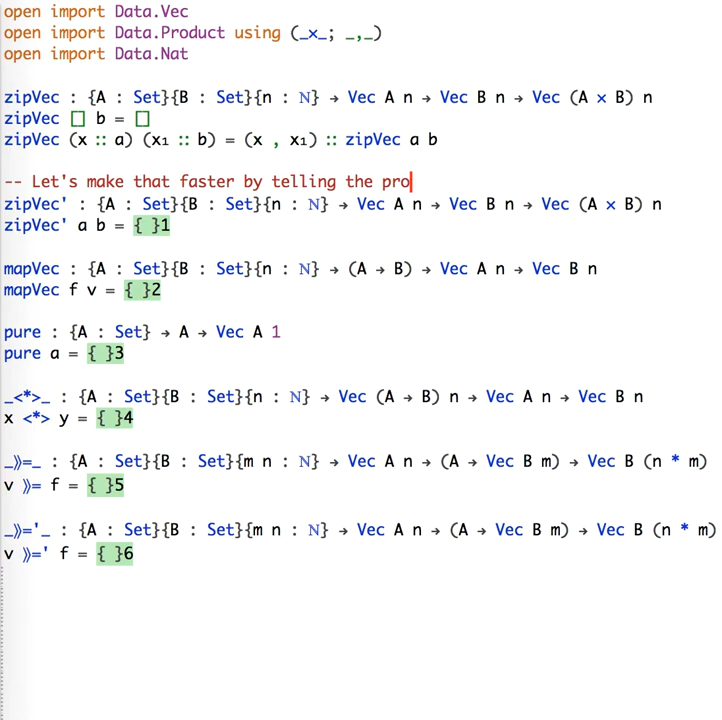 open import Data.Vec
open import Data.Product using (_×_; _,_)
open import Data.Nat
zipVec : {A : Set}{B : Set}{n : ℕ} → Vec A n → Vec B n → Vec (A × B) n
zipVec [] b = []
zipVec (x :: a) (x₁ :: b) = (x , x₁) :: zipVec a b
-- Let's make that faster by telling the pro
zipVec' : {A : Set}{B : Set}{n : ℕ} → Vec A n → Vec B n → Vec (A × B) n
zipVec' a b = { }1
mapVec : {A : Set}{B : Set}{n : ℕ} → (A → B) → Vec A n → Vec B n
mapVec f v = { }2
pure : {A : Set} → A → Vec A 1
pure a = { }3
_<*>_ : {A : Set}{B : Set}{n : ℕ} → Vec (A → B) n → Vec A n → Vec B n
x <*> y = { }4
_⟫=_ : {A : Set}{B : Set}{m n : ℕ} → Vec A n → (A → Vec B m) → Vec B (n * m)
v ⟫= f = { }5
_⟫='_ : {A : Set}{B : Set}{m n : ℕ} → Vec A n → (A → Vec B m) → Vec B (n * m)
v ⟫=' f = { }6